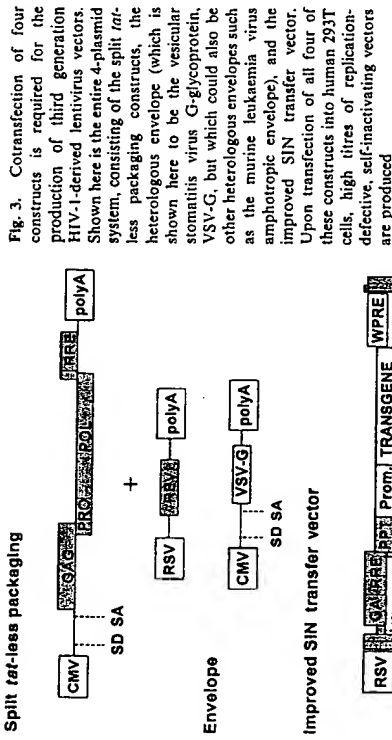 Split tat-less packaging
CMV
SD SA
GAG
PRO
POL
RRE
polyA
+
RSV
REV
polyA
Envelope
CMV
SD SA
VSV-G
polyA
Improved SIN transfer vector
RSV
GA
RRE
PPT
Prom.
TRANSGENE
WPRE
Fig. 3. Cotransfection of four
constructs is required for the
production of third generation
HIV-1-derived lentivirus vectors.
Shown here is the entire 4-plasmid
system, consisting of the split tat-
less packaging constructs, the
heterologous envelope (which is
shown here to be the vesicular
stomatitis virus G-glycoprotein,
VSV-G, but which could also be
other heterologous envelopes such
as the murine leukaemia virus
amphotropic envelope), and the
improved SIN transfer vector.
Upon transfection of all four of
these constructs into human 293T
cells, high titres of replication-
defective, self-inactivating vectors
are produced